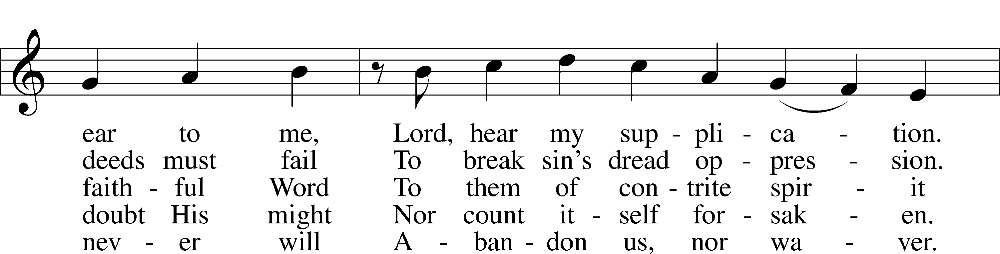 ear to me, Lord, hear my sup - pli - ca - tion.
deeds must fail To break sin's dread op - pres - sion.
faith - ful Word To them of con - trite spir - it
doubt His might Nor count it - self for - sak - en.
nev - er will A - ban - don us, nor wa - ver.